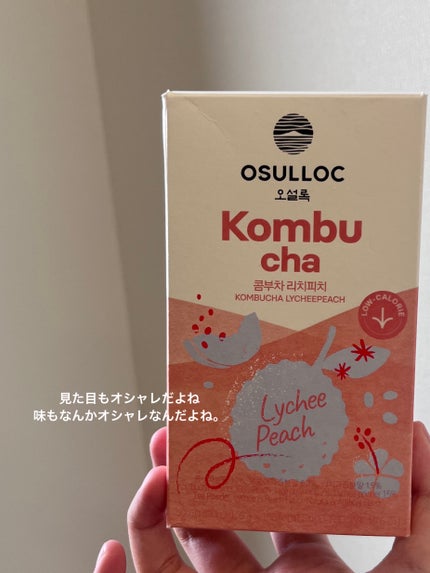 OSULLOC
오설록
Kombu
cha
콤부차 리치피치
KOMBUCHA LYCHEEPEACH
LOW-CALORIE
見た目もオシャレだよね
味もなんかオシャレなんだよね。
Lychee
Peach